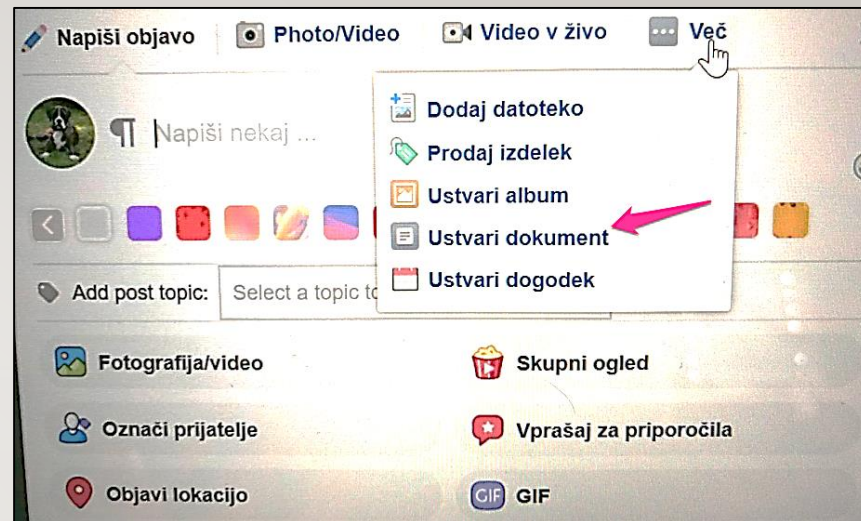 Napiši objavo Photo/Video Video v živo Več
Napiši nekaj ...
Dodaj datoteko
Prodaj izdelek
Ustvari album
Ustvari dokument
Ustvari dogodek
Add post topic: Select a topic to
Fotografija/video Skupni ogled
Označi prijatelje Vprašaj za priporočila
Objavi lokacijo GIF GIF